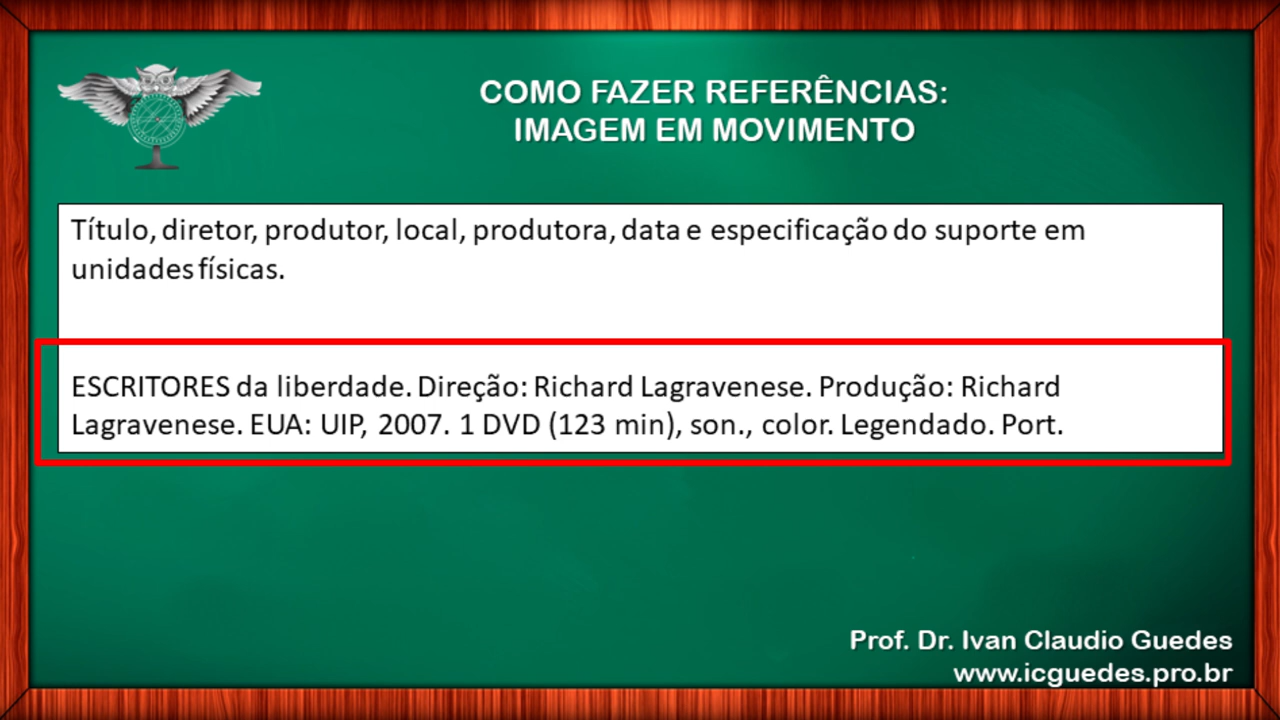 COMO FAZER REFERÊNCIAS:
IMAGEM EM MOVIMENTO
Título, diretor, produtor, local, produtora, data e especificação do suporte em
unidades físicas.
ESCRITORES da liberdade. Direção: Richard Lagravenese. Produção: Richard
Lagravenese. EUA: UIP, 2007. 1 DVD (123 min), son., color. Legendado. Port.
Prof. Dr. Ivan Claudio Guedes
www.icguedes.pro.br